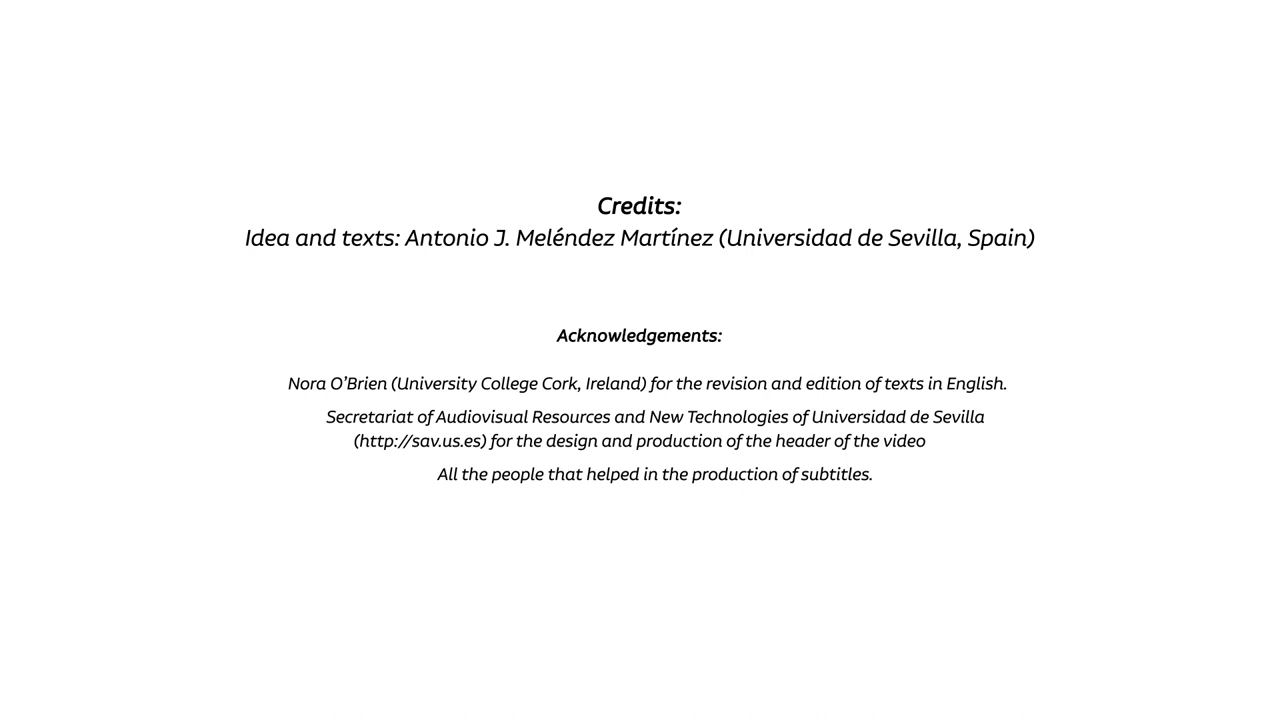 Credits:
Idea and texts: Antonio J. Meléndez Martínez (Universidad de Sevilla, Spain)
Acknowledgements:
Nora O’Brien (University College Cork, Ireland) for the revision and edition of texts in English.
Secretariat of Audiovisual Resources and New Technologies of Universidad de Sevilla
(http://sav.us.es) for the design and production of the header of the video
All the people that helped in the production of subtitles.